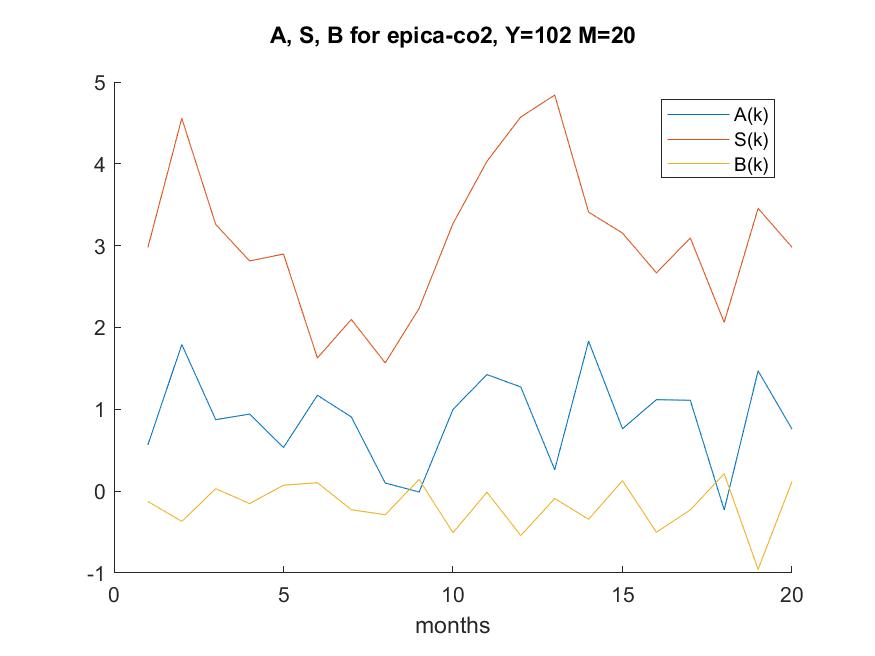 A, S, B for epica-co2, Y=102 M=20
5
4
3
2
1
0
-1
A(k)
S(k)
B(k)
0 5 10 15 20
months